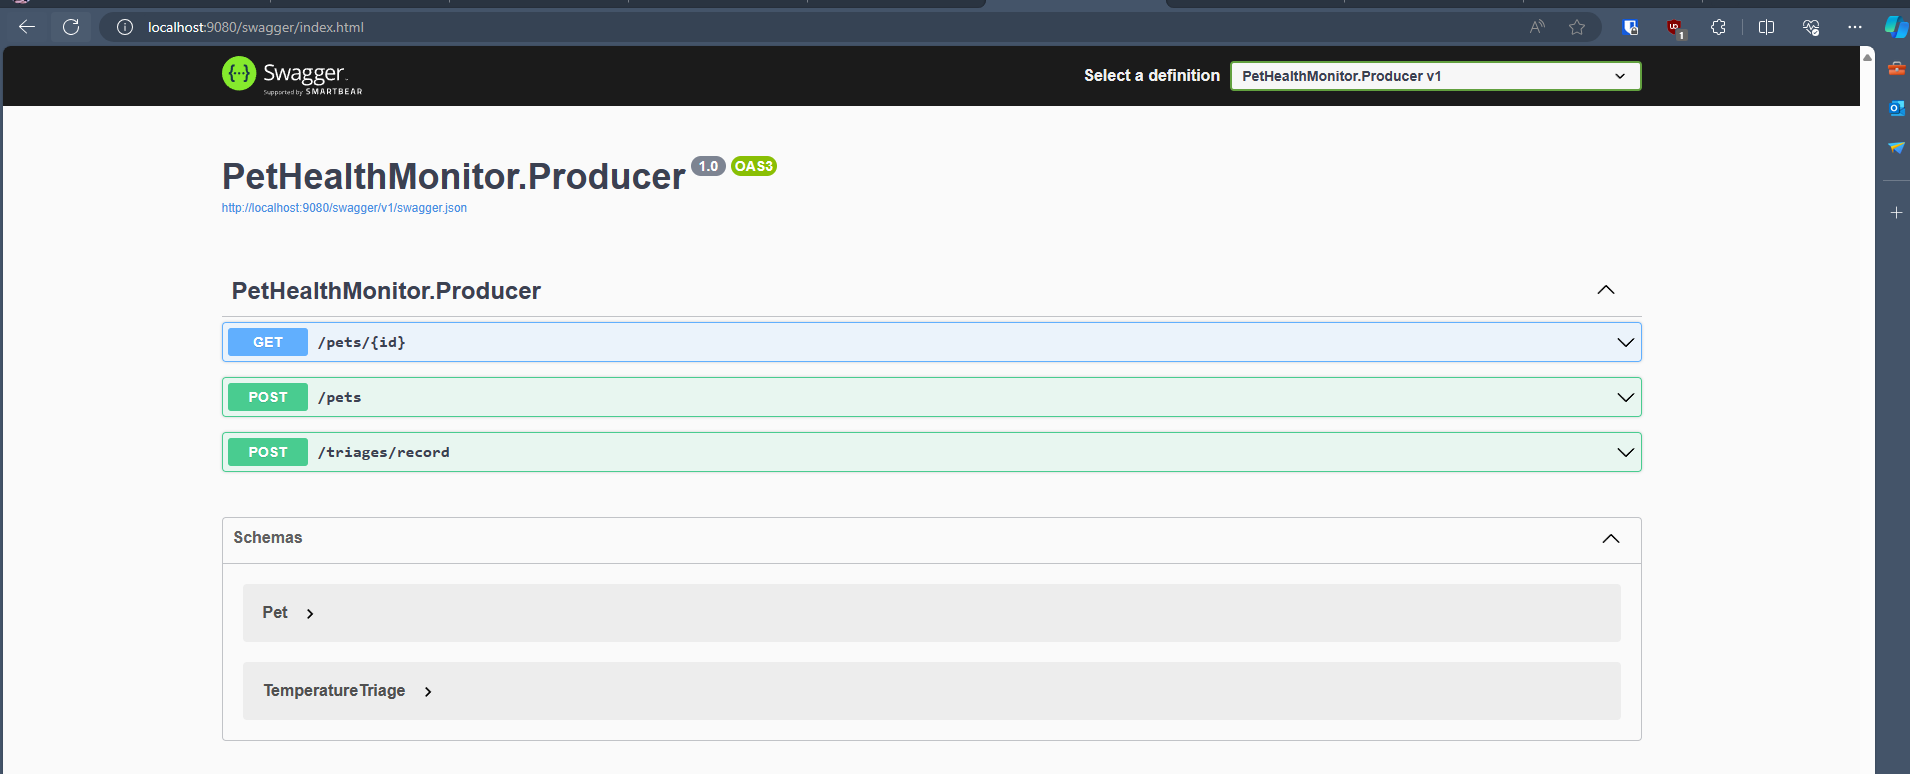 localhost:9080/swagger/index.html
1
{···} Swagger.
Supported by SMARTBEAR
Select a definition PetHealthMonitor.Producer v1
PetHealthMonitor.Producer 1.0 OAS3
http://localhost:9080/swagger/v1/swagger.json
PetHealthMonitor.Producer
GET /pets/{id}
POST /pets
POST /triages/record
Schemas
Pet
TemperatureTriage